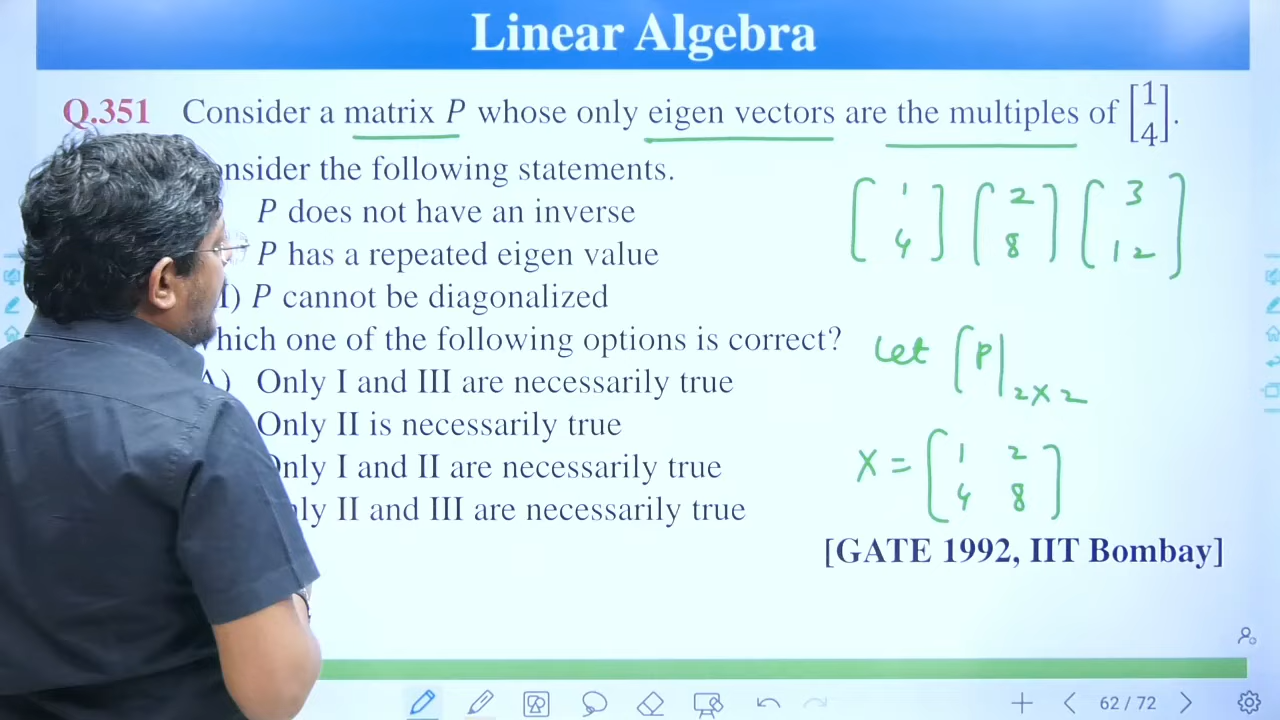 Linear Algebra
Q.351 Consider a matrix P whose only eigen vectors are the multiples of [1 4].
onsider the following statements.
P does not have an inverse
P has a repeated eigen value
I) P cannot be diagonalized
hich one of the following options is correct?
A) Only I and III are necessarily true
Only II is necessarily true
nly I and II are necessarily true
nly II and III are necessarily true
[1 4] [2 8] [3 12]
Let [P]2×2
X = [1 2
4 8]
[GATE 1992, IIT Bombay]
62 / 72